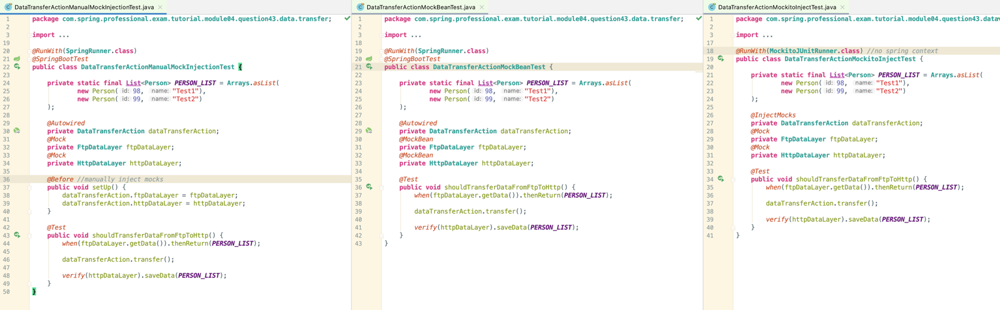 DataTransferActionManualMockInjectionTest.java
1 package com.spring.professional.exam.tutorial.module04.question43.data.transfer;
2
3 import ...
19
20 @RunWith(SpringRunner.class)
21 @SpringBootTest
22 public class DataTransferActionManualMockInjectionTest {
23
24 private static final List<Person> PERSON_LIST = Arrays.asList(
25 new Person( id: 98, name: "Test1"),
26 new Person( id: 99, name: "Test2")
27 );
28
29 @Autowired
30 private DataTransferAction dataTransferAction;
31 @Mock
32 private FtpDataLayer ftpDataLayer;
33 @Mock
34 private HttpDataLayer httpDataLayer;
35
36 @Before //manually inject mocks
37 public void setUp() {
38 dataTransferAction.ftpDataLayer = ftpDataLayer;
39 dataTransferAction.httpDataLayer = httpDataLayer;
40 }
41
42 @Test
43 public void shouldTransferDataFromFtpToHttp() {
44 when(ftpDataLayer.getData()).thenReturn(PERSON_LIST);
45
46 dataTransferAction.transfer();
47
48 verify(httpDataLayer).saveData(PERSON_LIST);
49 }
50 }
DataTransferActionMockBeanTest.java
1 package com.spring.professional.exam.tutorial.module04.question43.data.transfer;
2
3 import ...
18
19 @RunWith(SpringRunner.class)
20 @SpringBootTest
21 public class DataTransferActionMockBeanTest {
22
23 private static final List<Person> PERSON_LIST = Arrays.asList(
24 new Person( id: 98, name: "Test1"),
25 new Person( id: 99, name: "Test2")
26 );
27
28 @Autowired
29 private DataTransferAction dataTransferAction;
30 @MockBean
31 private FtpDataLayer ftpDataLayer;
32 @MockBean
33 private HttpDataLayer httpDataLayer;
34
35 @Test
36 public void shouldTransferDataFromFtpToHttp() {
37 when(ftpDataLayer.getData()).thenReturn(PERSON_LIST);
38
39 dataTransferAction.transfer();
40
41 verify(httpDataLayer).saveData(PERSON_LIST);
42 }
43 }
DataTransferActionMockitoInjectTest.java
1 package com.spring.professional.exam.tutorial.module04.question43.data
2
3 import ...
17
18 @RunWith(MockitoJUnitRunner.class) //no spring context
19 public class DataTransferActionMockitoInjectTest {
20
21 private static final List<Person> PERSON_LIST = Arrays.asList(
22 new Person( id: 98, name: "Test1"),
23 new Person( id: 99, name: "Test2")
24 );
25
26 @InjectMocks
27 private DataTransferAction dataTransferAction;
28 @Mock
29 private FtpDataLayer ftpDataLayer;
30 @Mock
31 private HttpDataLayer httpDataLayer;
32
33 @Test
34 public void shouldTransferDataFromFtpToHttp() {
35 when(ftpDataLayer.getData()).thenReturn(PERSON_LIST);
36
37 dataTransferAction.transfer();
38
39 verify(httpDataLayer).saveData(PERSON_LIST);
40 }
41 }